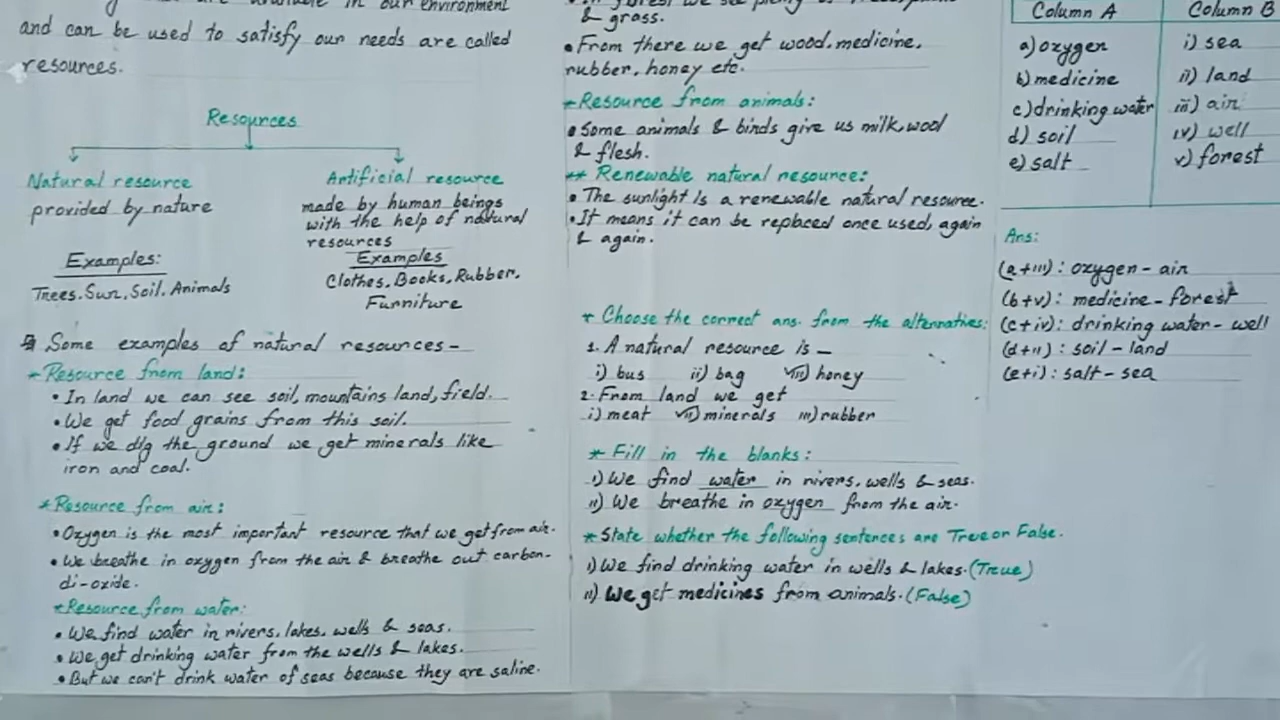 in our environment
and can be used to satisfy our needs are called
resources.
Resources
Natural resource
provided by nature
Examples:
Trees, Sun, Soil, Animals
Artificial resource
made by human beings
with the help of natural
resources
Examples
Clothes, Books, Rubber,
Furniture
Some examples of natural resources-
* Resource from land:
• In land we can see soil, mountains land, field.
• We get food grains from this soil.
• If we dig the ground we get minerals like
iron and coal.
* Resource from air:
• Oxygen is the most important resource that we get from air.
• We breathe in oxygen from the air & breathe out carbon-
di-oxide.
* Resource from water:
• We find water in rivers, lakes, wells & seas.
• We get drinking water from the wells & lakes.
• But we can't drink water of seas because they are saline.
forest we see plenty
& grass.
• From there we get wood, medicine,
rubber, honey etc.
* Resource from animals:
• Some animals & birds give us milk, wool
& flesh.
** Renewable natural resource:
• The sunlight is a renewable natural resource.
• It means it can be replaced once used, again
& again.
* Choose the correct ans. from the alternatives:
1. A natural resource is -
i) bus ii) bag ✓iii) honey
2. From land we get
i) meat ✓ii) minerals iii) rubber
* Fill in the blanks:
i) We find water in rivers, wells & seas.
ii) We breathe in oxygen from the air.
* State whether the following sentences are True or False.
i) We find drinking water in wells & lakes. (True)
ii) We get medicines from animals. (False)
Column A Column B
a) oxygen i) sea
b) medicine ii) land
c) drinking water iii) air
d) soil iv) well
e) salt v) forest
Ans:
(a+iii): oxygen - air
(b+v): medicine - forest
(c+iv): drinking water - well
(d+ii): soil - land
(e+i): salt - sea